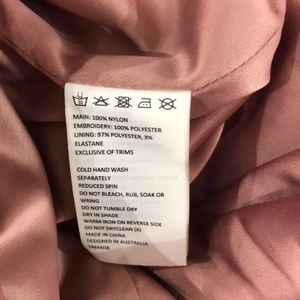 MAIN: 100% NYLON
EMBROIDERY: 100% POLYESTER
LINING: 97% POLYESTER, 3%
ELASTANE
EXCLUSIVE OF TRIMS
COLD HAND WASH
SEPARATELY
REDUCED SPIN
DO NOT BLEACH, RUB, SOAK OR
WRING
DO NOT TUMBLE DRY
DRY IN SHADE
WARM IRON ON REVERSE SIDE
DO NOT DRYCLEAN (X)
MADE IN CHINA
DESIGNED IN AUSTRALIA